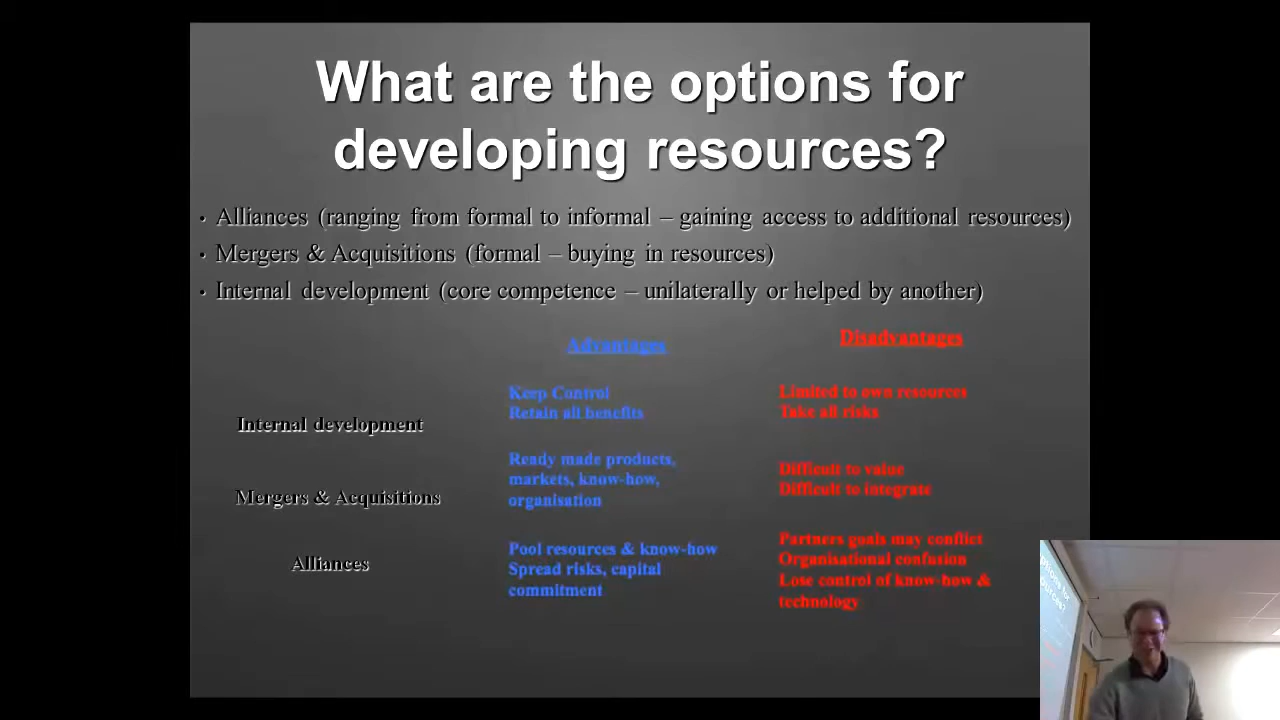 What are the options for
developing resources?
• Alliances (ranging from formal to informal – gaining access to additional resources)
• Mergers & Acquisitions (formal – buying in resources)
• Internal development (core competence – unilaterally or helped by another)
Advantages
Disadvantages
Internal development
Keep Control
Retain all benefits
Limited to own resources
Take all risks
Mergers & Acquisitions
Ready made products,
markets, know-how,
organisation
Difficult to value
Difficult to integrate
Alliances
Pool resources & know-how
Spread risks, capital
commitment
Partners goals may conflict
Organisational confusion
Lose control of know-how &
technology